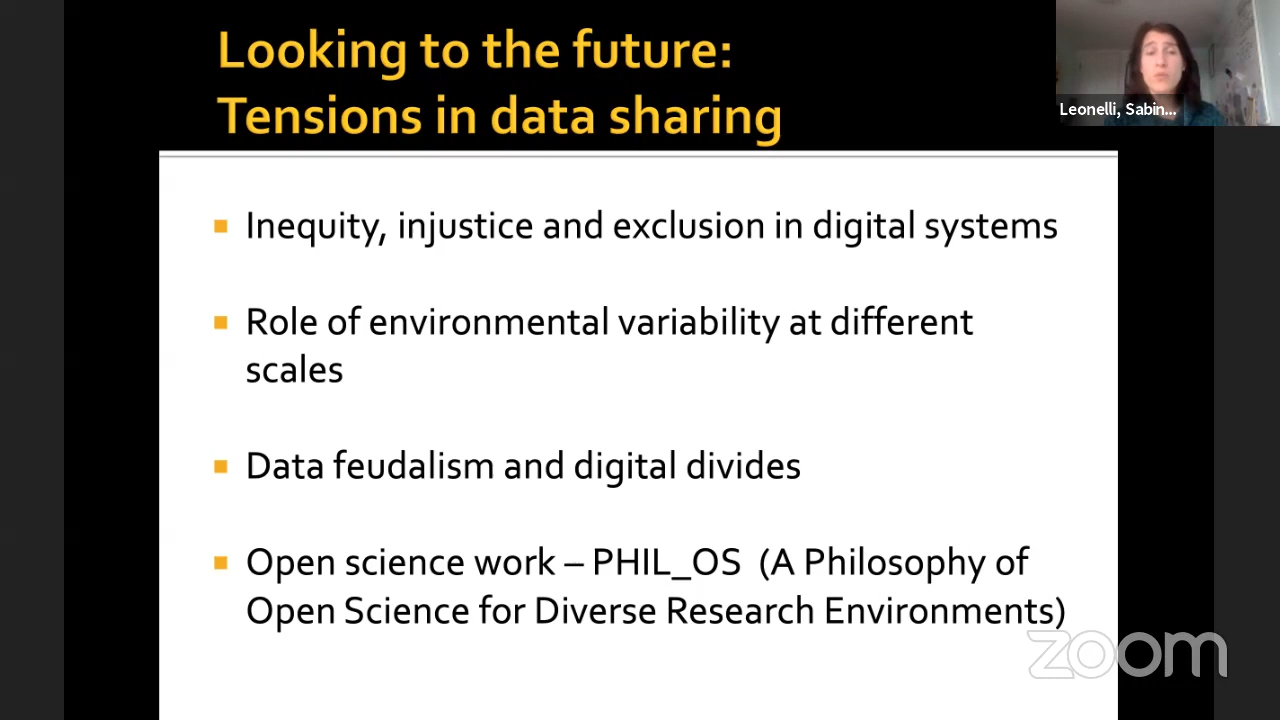 Looking to the future:
Tensions in data sharing
Leonelli, Sabin...
Inequity, injustice and exclusion in digital systems
Role of environmental variability at different
scales
Data feudalism and digital divides
Open science work – PHIL_OS (A Philosophy of
Open Science for Diverse Research Environments)
zoom